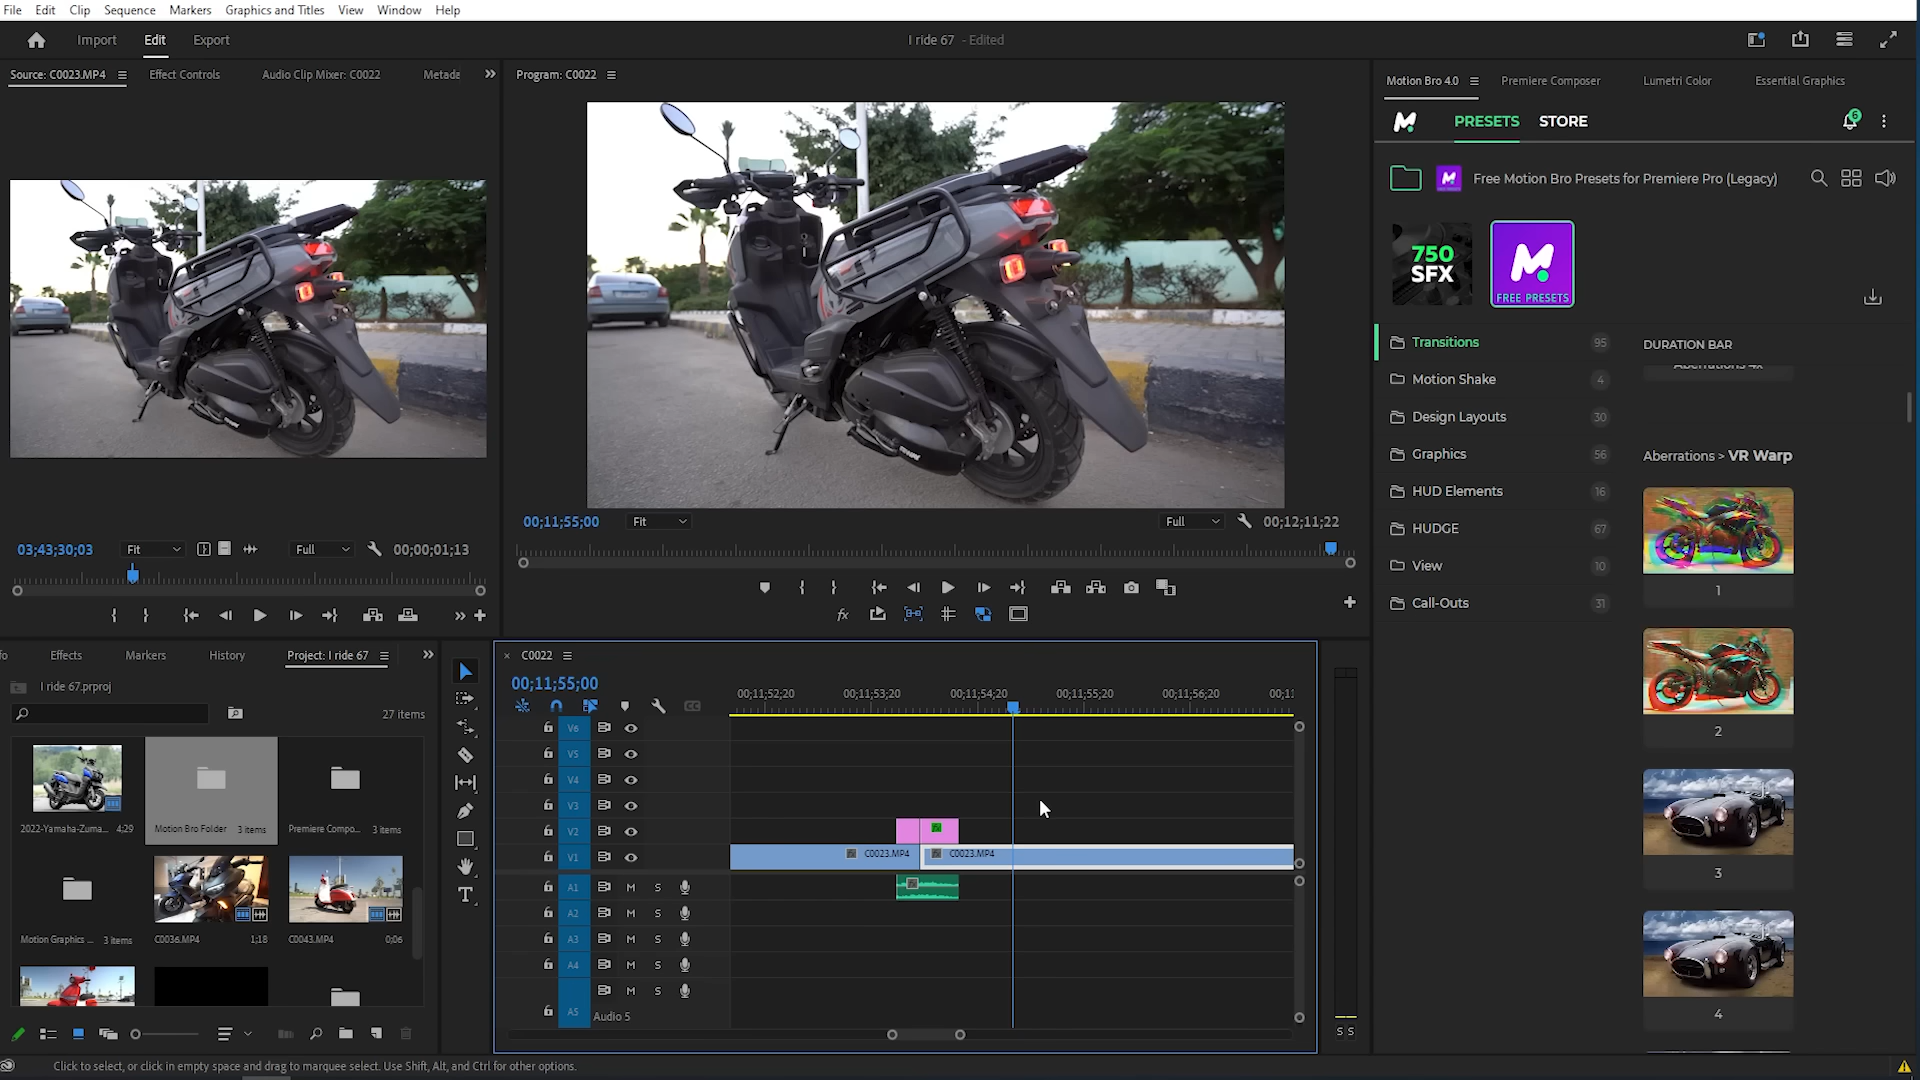 File Edit Clip Sequence Markers Graphics and Titles View Window Help
Import Edit Export
I ride 67 - Edited
Source: C0023.MP4 Effect Controls Audio Clip Mixer: C0022 Metada
Program: C0022
Motion Bro 4.0 Premiere Composer Lumetri Color Essential Graphics
PRESETS STORE
Free Motion Bro Presets for Premiere Pro (Legacy)
750
SFX
FREE PRESETS
Transitions 95
Motion Shake 4
Design Layouts 30
Graphics 56
HUD Elements 16
HUDGE 67
View 10
Call-Outs 31
DURATION BAR
Aberrations 4x
Aberrations > VR Warp
1
2
3
4
00;11;55;00 Fit Full 00;12;11;22
03;43;30;03 Fit Full 00;00;01;13
fo Effects Markers History Project: I ride 67
I ride 67.prproj
27 items
2022-Yamaha-Zuma... 4;29
Motion Bro Folder 3 items
Premiere Compo... 3 items
Motion Graphics ... 3 items
C0036.MP4 1;18
C0043.MP4 0;06
× C0022
00;11;55;00
00;11;52;20 00;11;53;20 00;11;54;20 00;11;55;20 00;11;56;20 00;11;
CC
V6
V5
V4
V3
V2
V1
C0023.MP4 C0023.MP4
A1 M S
A2 M S
A3 M S
A4 M S
M S
A5 Audio 5
S S
Click to select, or click in empty space and drag to marquee select. Use Shift, Alt, and Ctrl for other options.